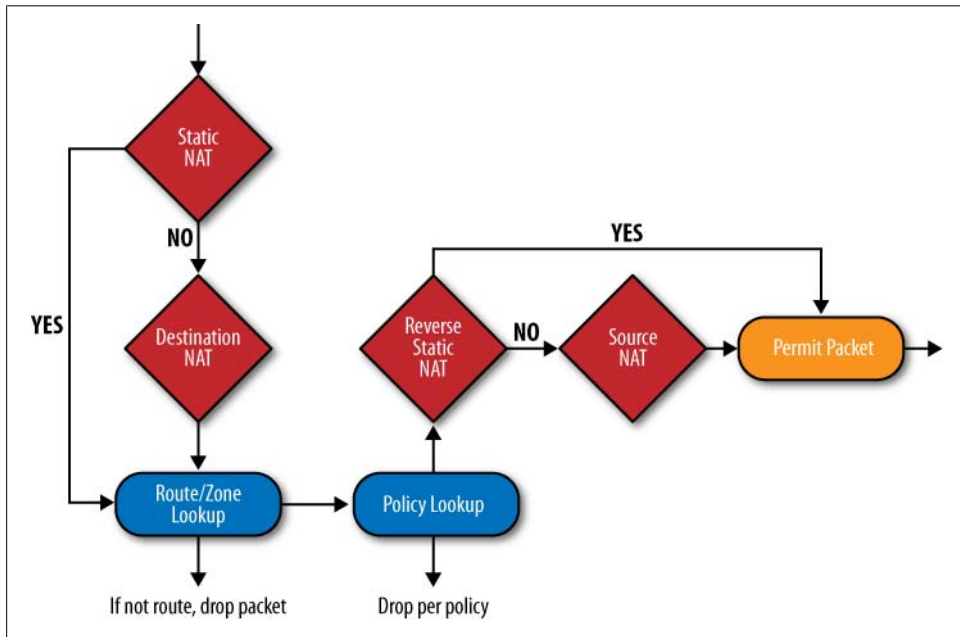 Static
NAT
NO
YES
Destination
NAT
Route/Zone
Lookup
If not route, drop packet
Policy Lookup
Drop per policy
Reverse
Static
NAT
YES
NO
Source
NAT
Permit Packet